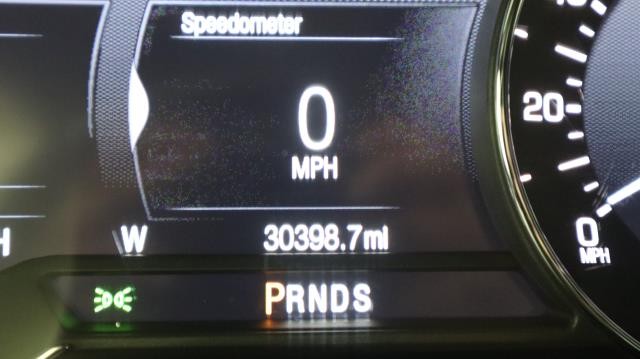 Speedometer
0
MPH
20
0
MPH
W
30398.7mi
PRNDS